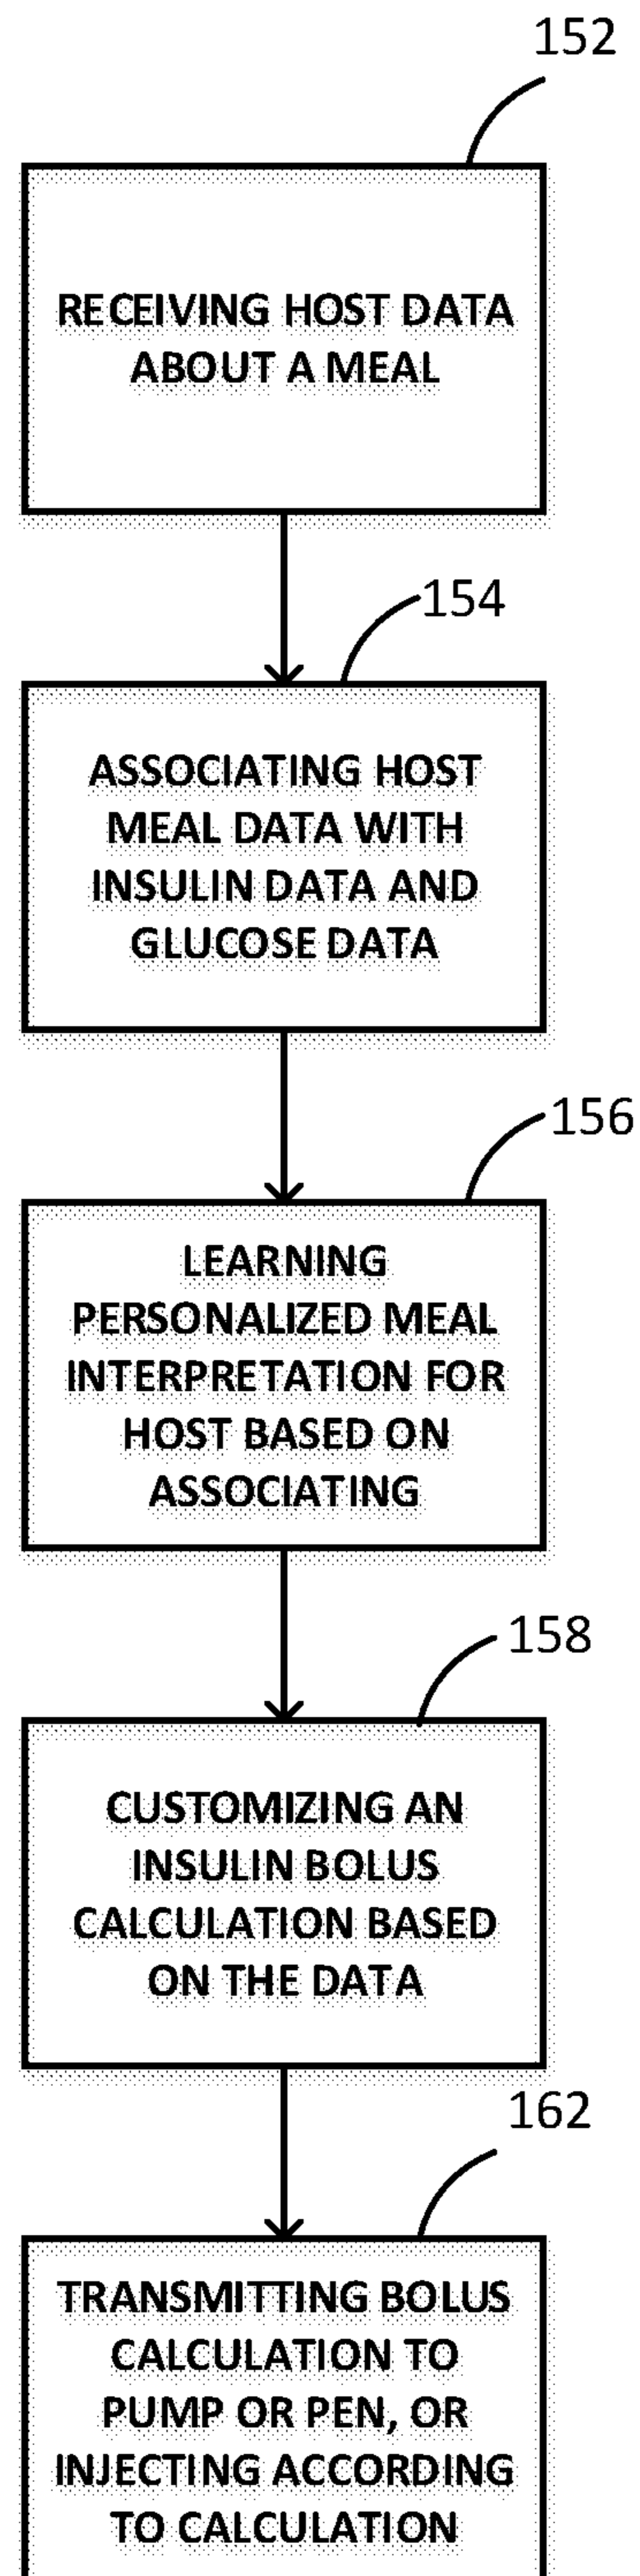 152
RECEIVING HOST DATA
ABOUT A MEAL
154
ASSOCIATING HOST
MEAL DATA WITH
INSULIN DATA AND
GLUCOSE DATA
156
LEARNING
PERSONALIZED MEAL
INTERPRETATION FOR
HOST BASED ON
ASSOCIATING
158
CUSTOMIZING AN
INSULIN BOLUS
CALCULATION BASED
ON THE DATA
162
TRANSMITTING BOLUS
CALCULATION TO
PUMP OR PEN, OR
INJECTING ACCORDING
TO CALCULATION